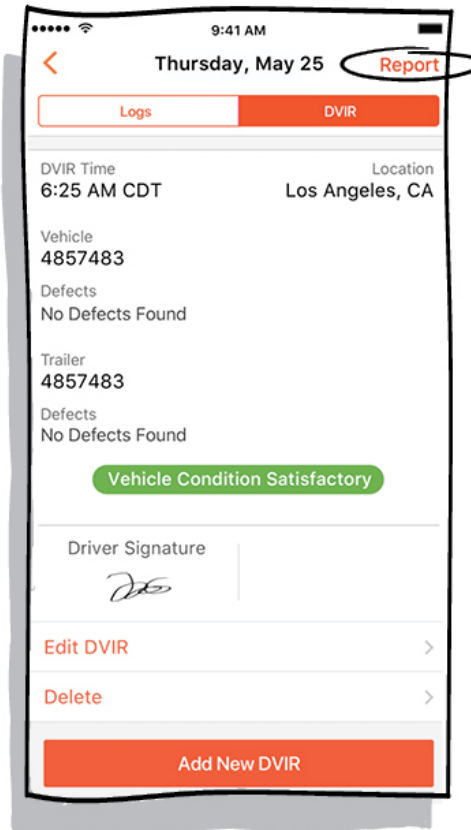 9:41 AM
Thursday, May 25 Report
Logs DVIR
DVIR Time Location
6:25 AM CDT Los Angeles, CA
Vehicle
4857483
Defects
No Defects Found
Trailer
4857483
Defects
No Defects Found
Vehicle Condition Satisfactory
Driver Signature
Edit DVIR
Delete
Add New DVIR